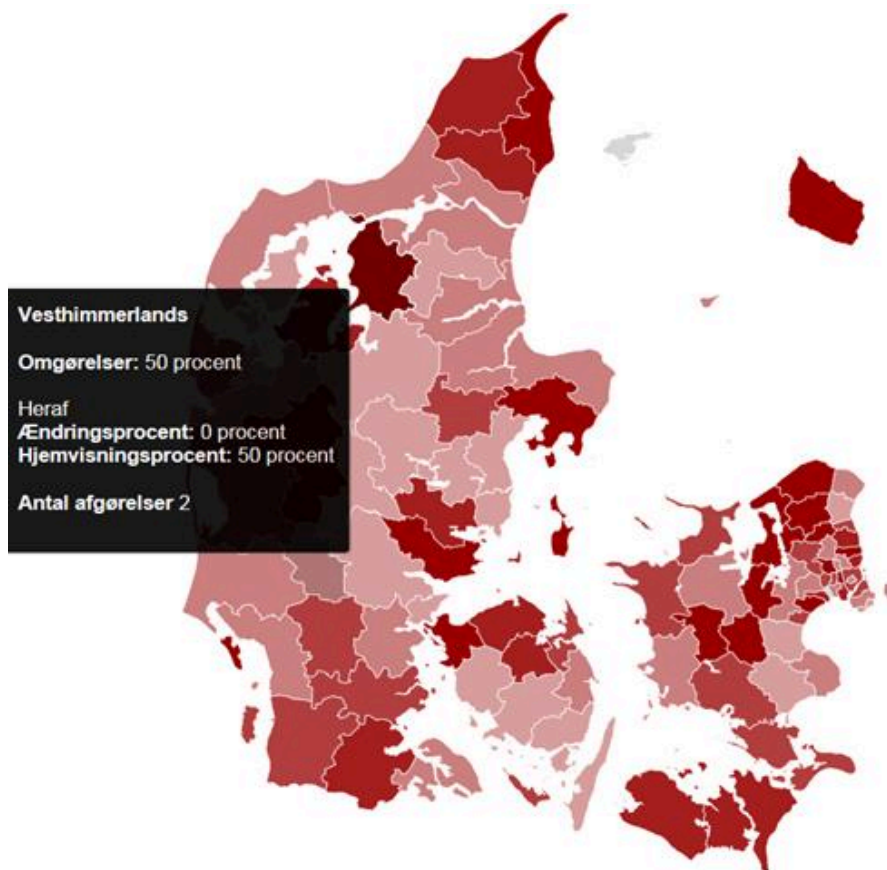 Vesthimmerlands
Omgørelser: 50 procent
Heraf
Ændringsprocent: 0 procent
Hjemvisningsprocent: 50 procent
Antal afgørelser 2